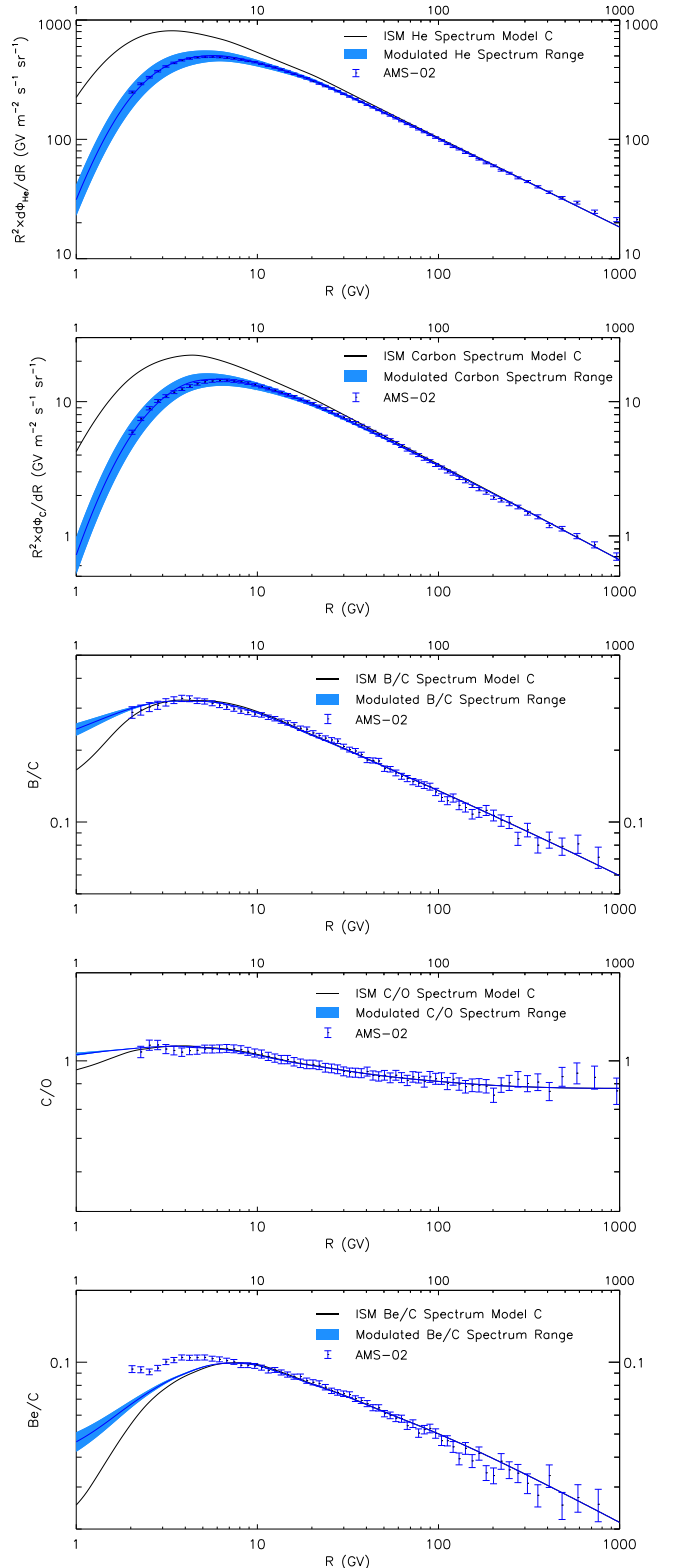 1 10 100 1000
1000 1000
ISM He Spectrum Model C
Modulated He Spectrum Range
AMS-02
R²×dΦHe/dR (GV m⁻² s⁻¹ sr⁻¹)
100 100
10 10
1 10 100 1000
R (GV)
1 10 100 1000
ISM Carbon Spectrum Model C
Modulated Carbon Spectrum Range
AMS-02
R²×dΦC/dR (GV m⁻² s⁻¹ sr⁻¹)
10 10
1 1
1 10 100 1000
R (GV)
1 10 100 1000
ISM B/C Spectrum Model C
Modulated B/C Spectrum Range
AMS-02
B/C
0.1 0.1
1 10 100 1000
R (GV)
1 10 100 1000
ISM C/O Spectrum Model C
Modulated C/O Spectrum Range
AMS-02
C/O
1 1
1 10 100 1000
R (GV)
1 10 100 1000
ISM Be/C Spectrum Model C
Modulated Be/C Spectrum Range
AMS-02
Be/C
0.1 0.1
1 10 100 1000
R (GV)